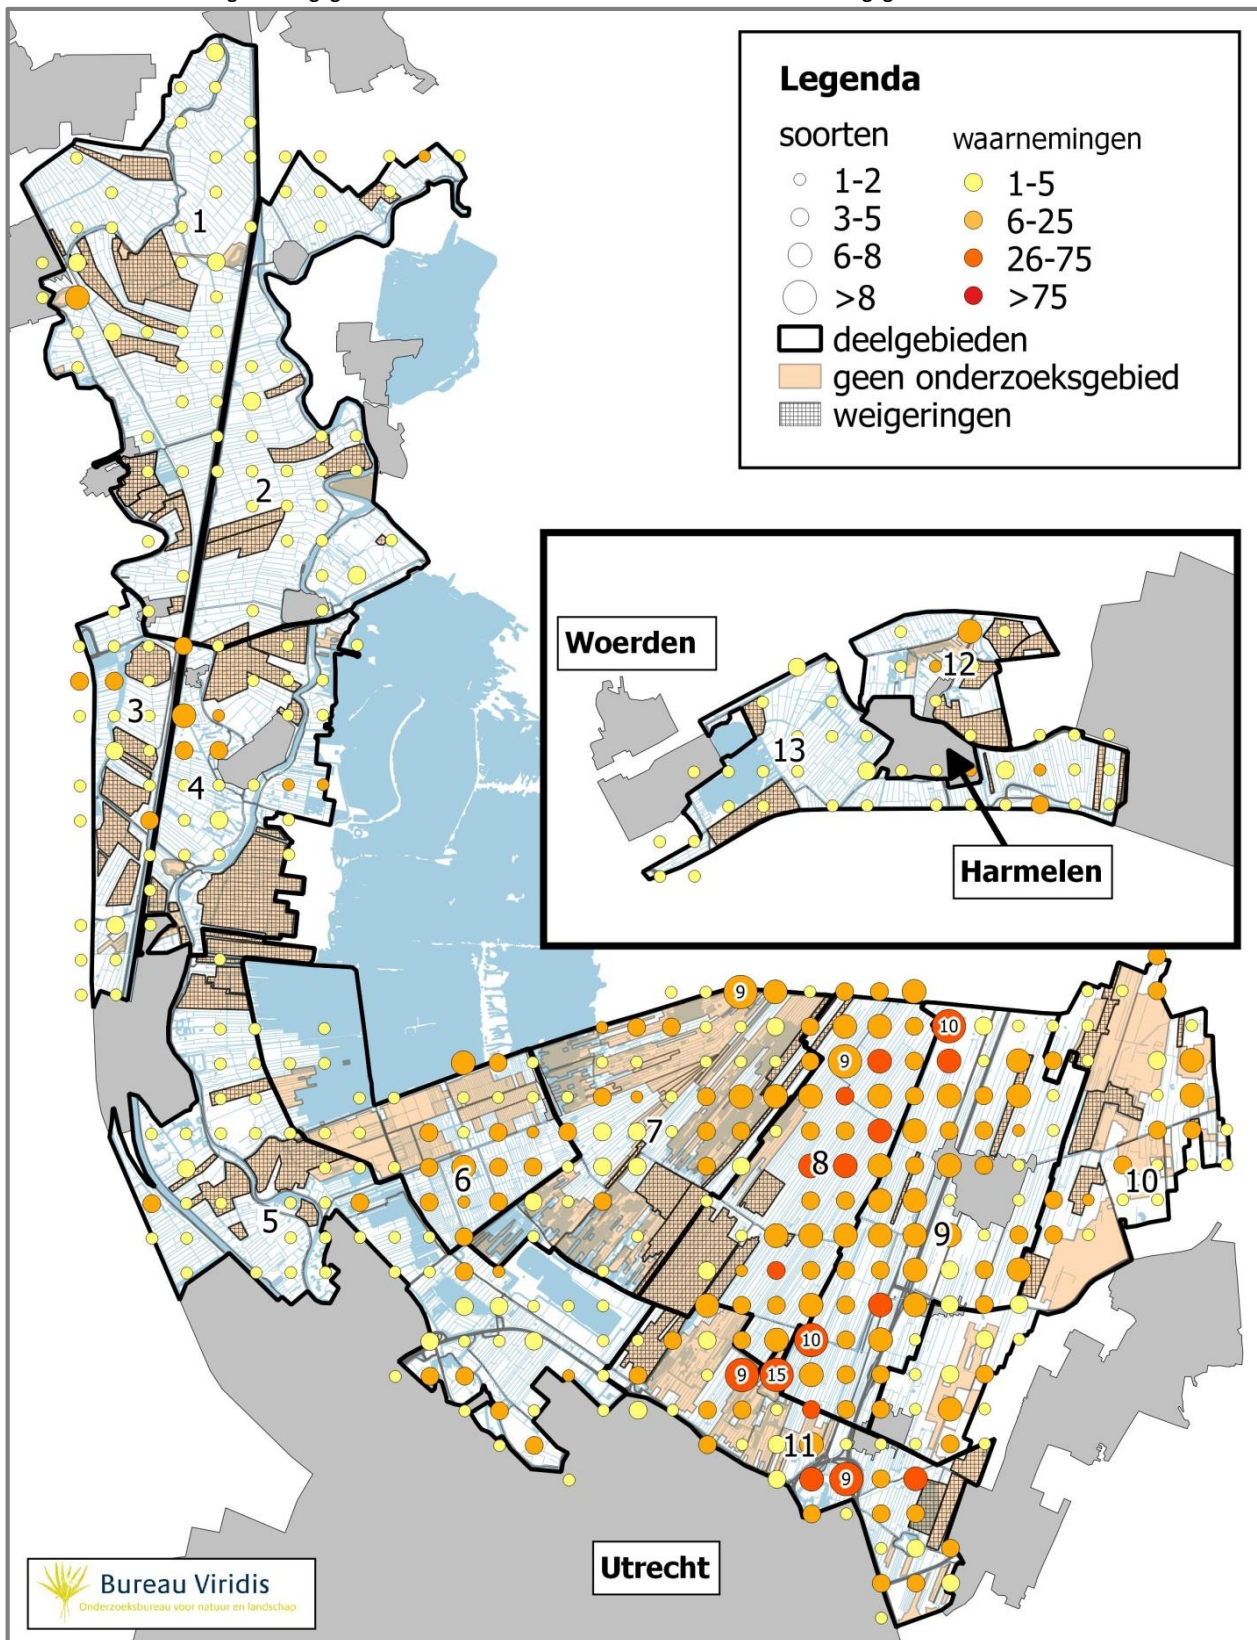 Legenda
soorten
waarnemingen
1-2
1-5
3-5
6-25
6-8
26-75
>8
>75
deelgebieden
geen onderzoeksgebied
weigeringen
1
2
3
4
Woerden
12
13
Harmelen
9
10
9
7
8
6
10
5
9
10
9
15
11
9
Utrecht
Bureau Viridis
Onderzoeksbureau voor natuur en landschap